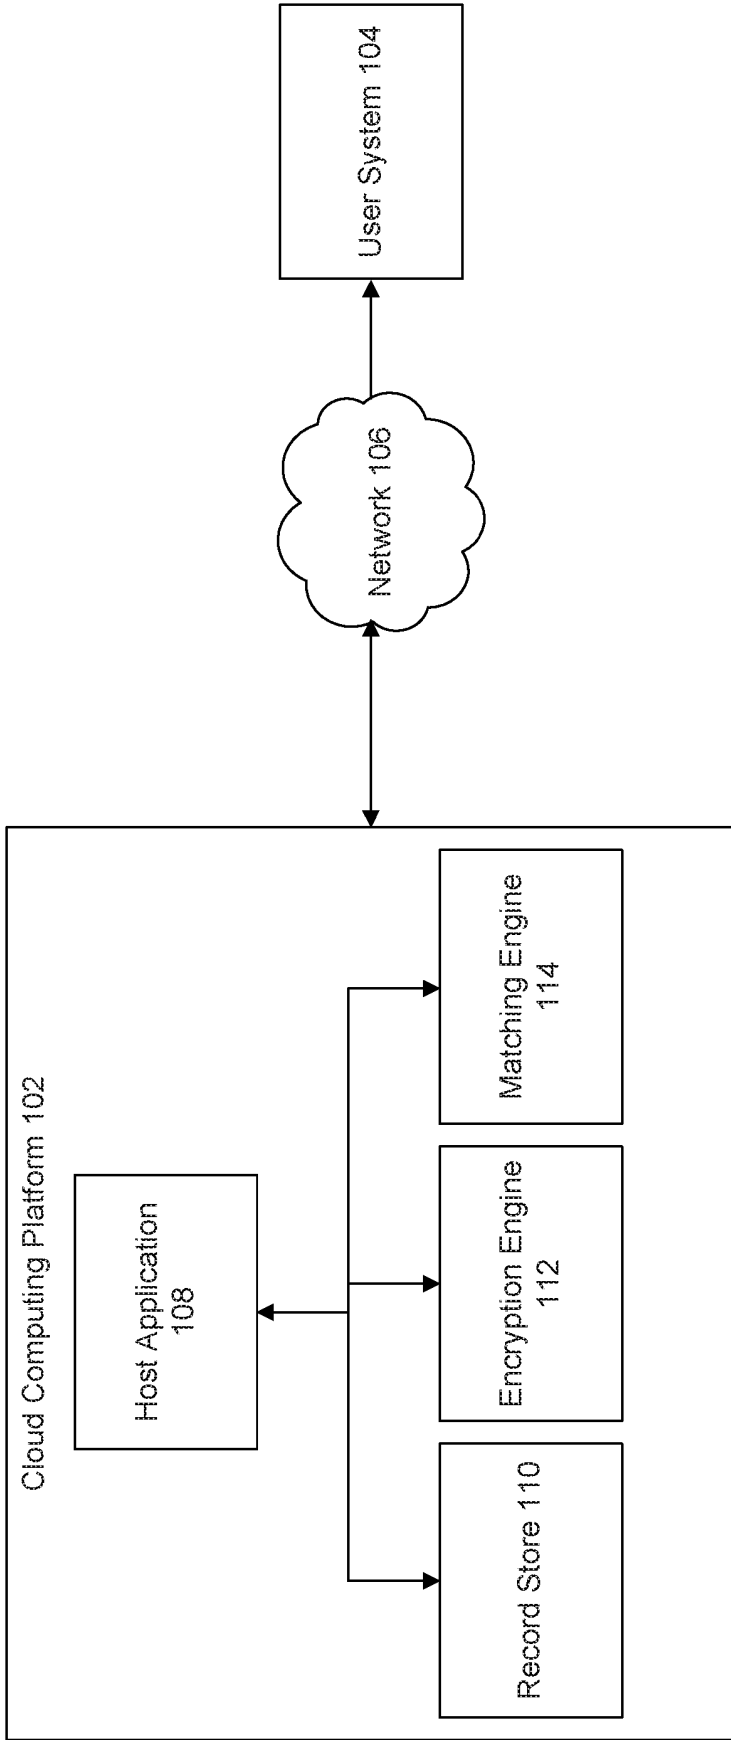 Cloud Computing Platform 102
Host Application
108
Record Store 110
Encryption Engine
112
Matching Engine
114
Network 106
User System 104